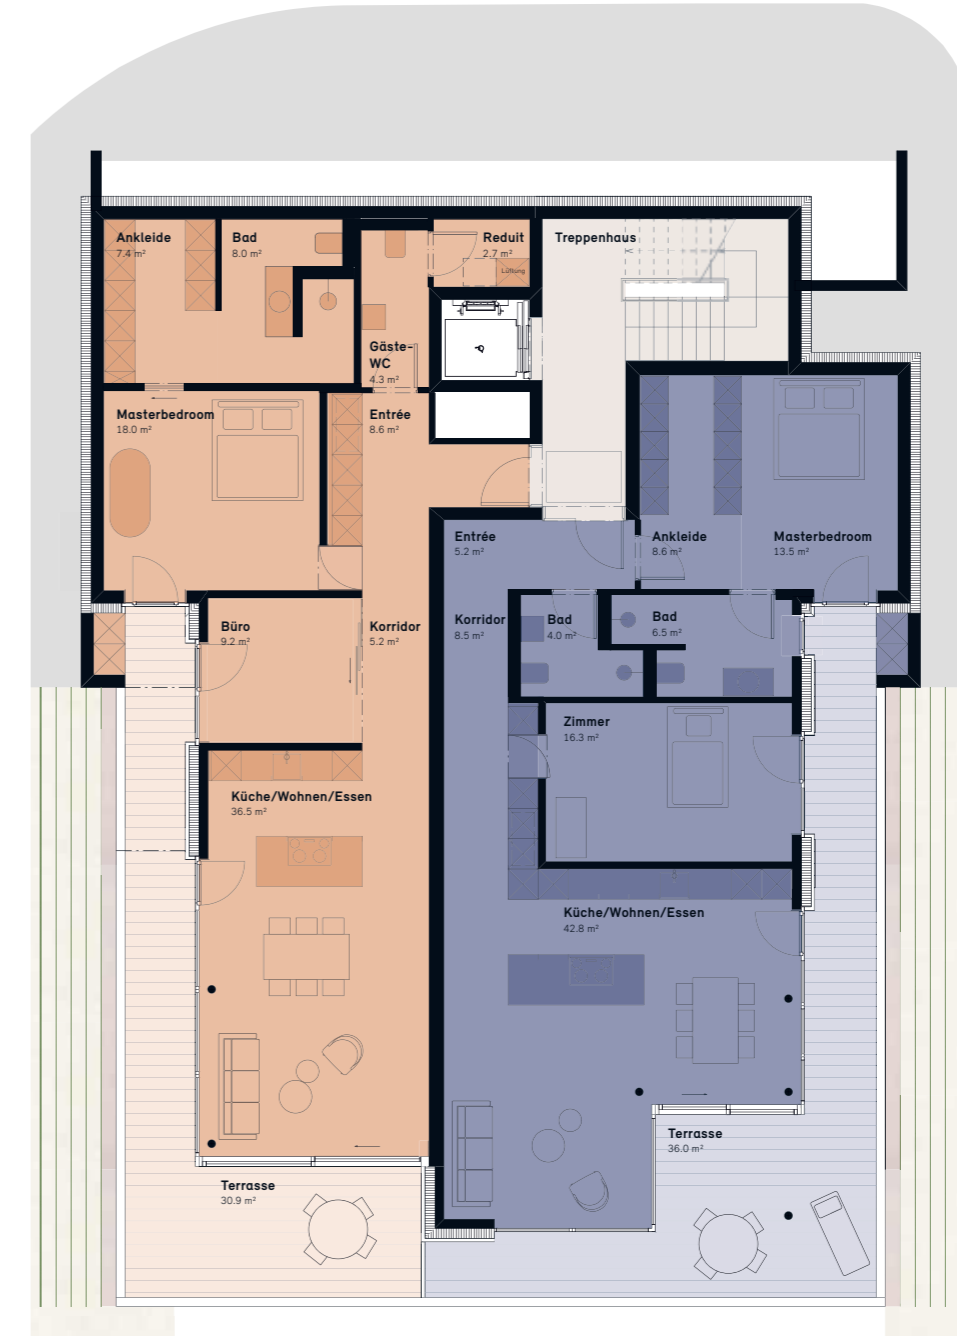 Ankleide
7.4 m²
Bad
8.0 m²
Reduit
2.7 m²
Lüftung
Treppenhaus
Gäste-
WC
4.3 m²
Masterbedroom
18.0 m²
Entrée
8.6 m²
Entrée
5.2 m²
Ankleide
8.6 m²
Masterbedroom
13.5 m²
Büro
9.2 m²
Korridor
5.2 m²
Korridor
8.5 m²
Bad
4.0 m²
Bad
6.5 m²
Zimmer
16.3 m²
Küche/Wohnen/Essen
36.5 m²
Küche/Wohnen/Essen
42.8 m²
Terrasse
36.0 m²
Terrasse
30.9 m²